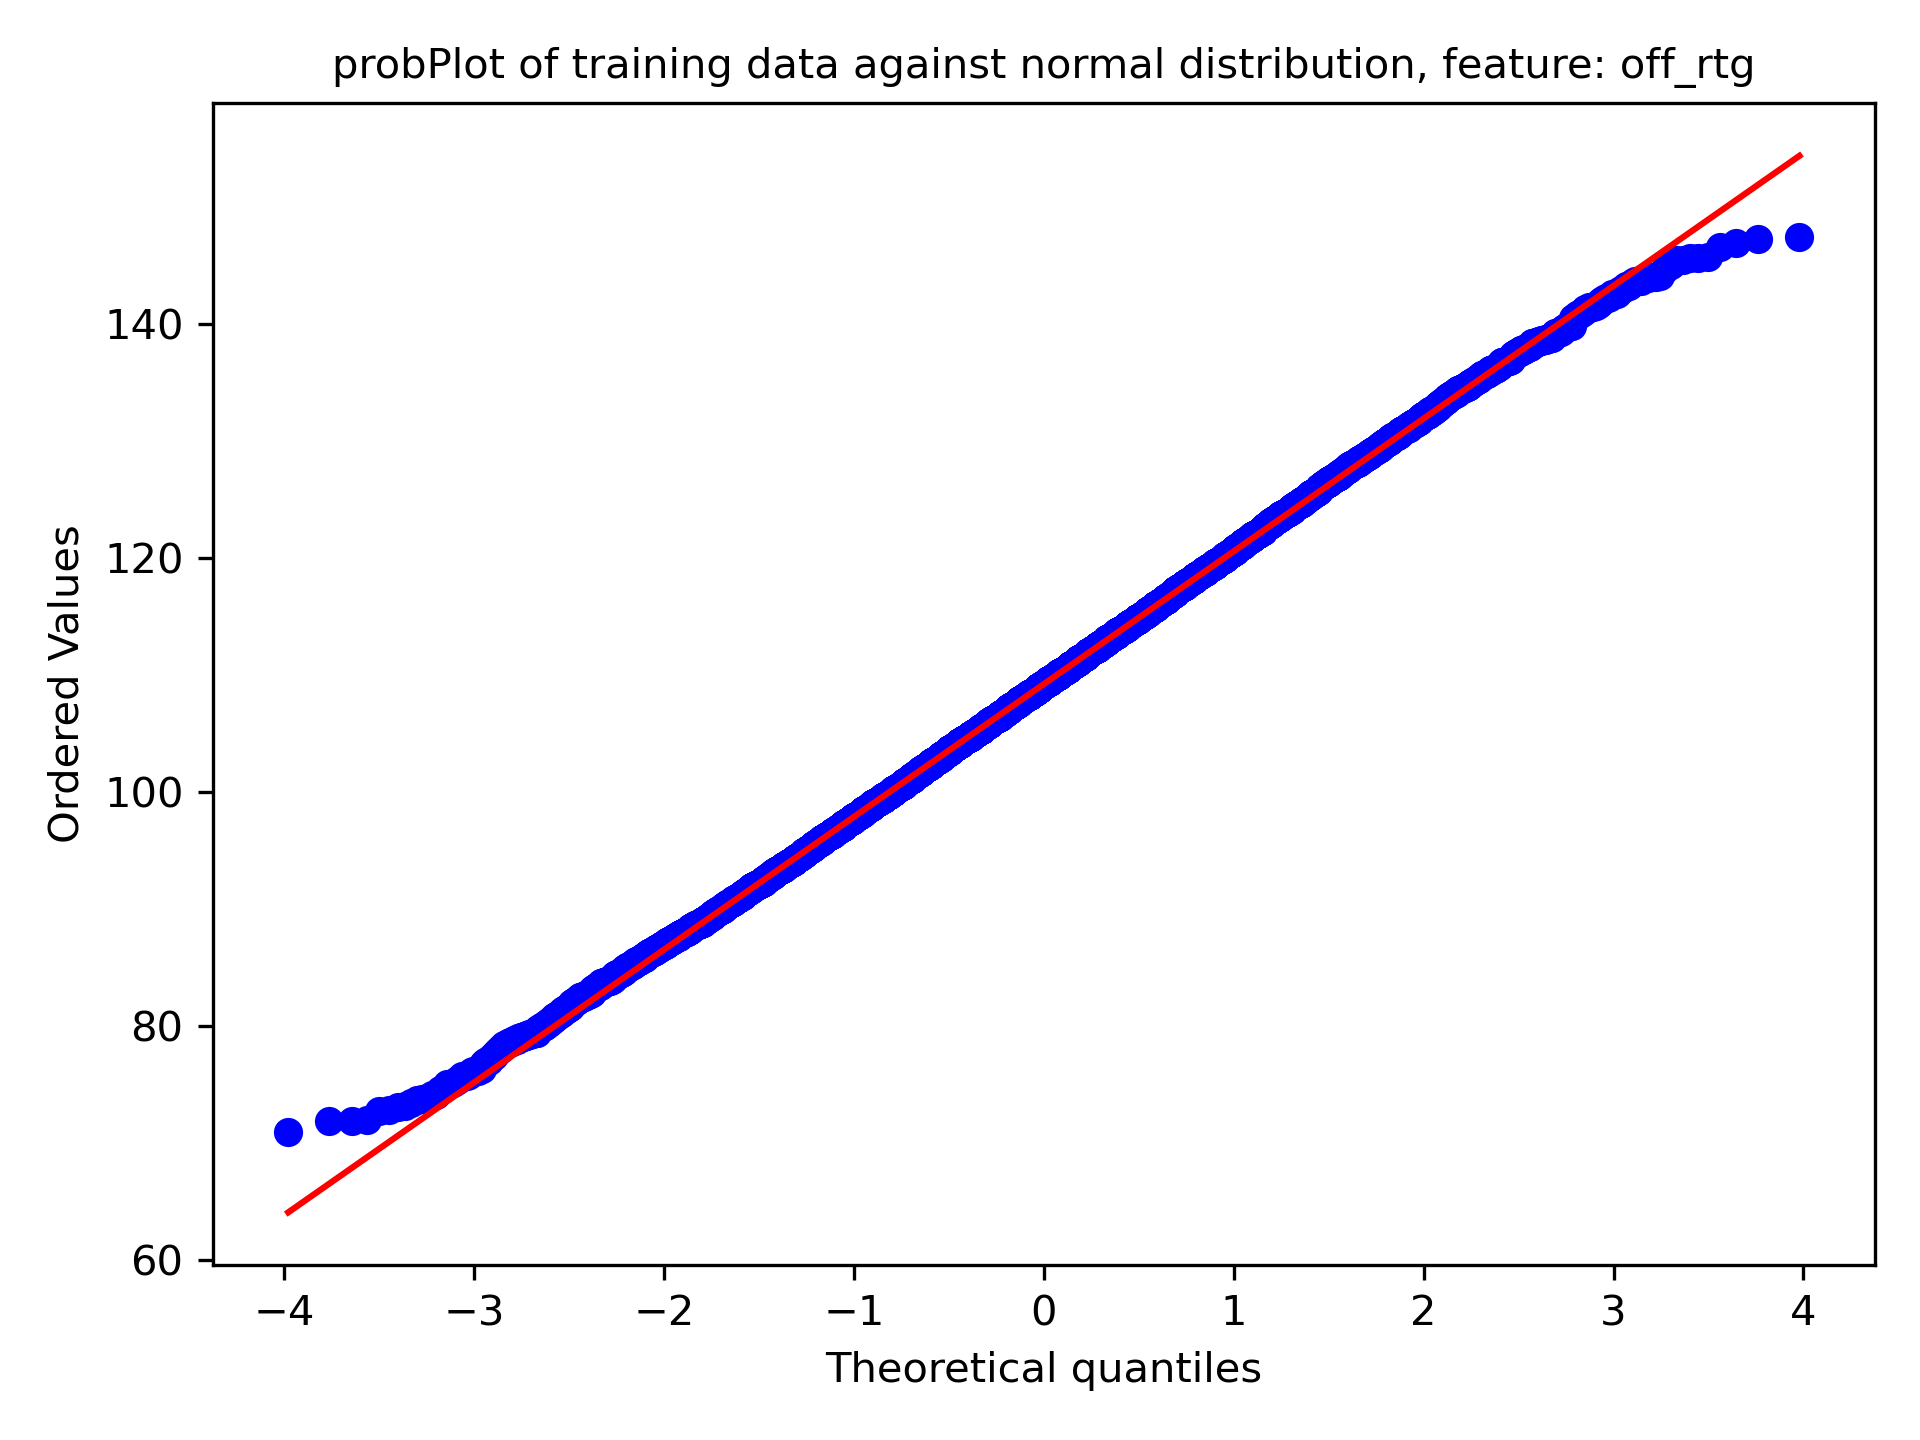 probPlot of training data against normal distribution, feature: off_rtg
Ordered Values
140
120
100
80
60
−4 −3 −2 −1 0 1 2 3 4
Theoretical quantiles